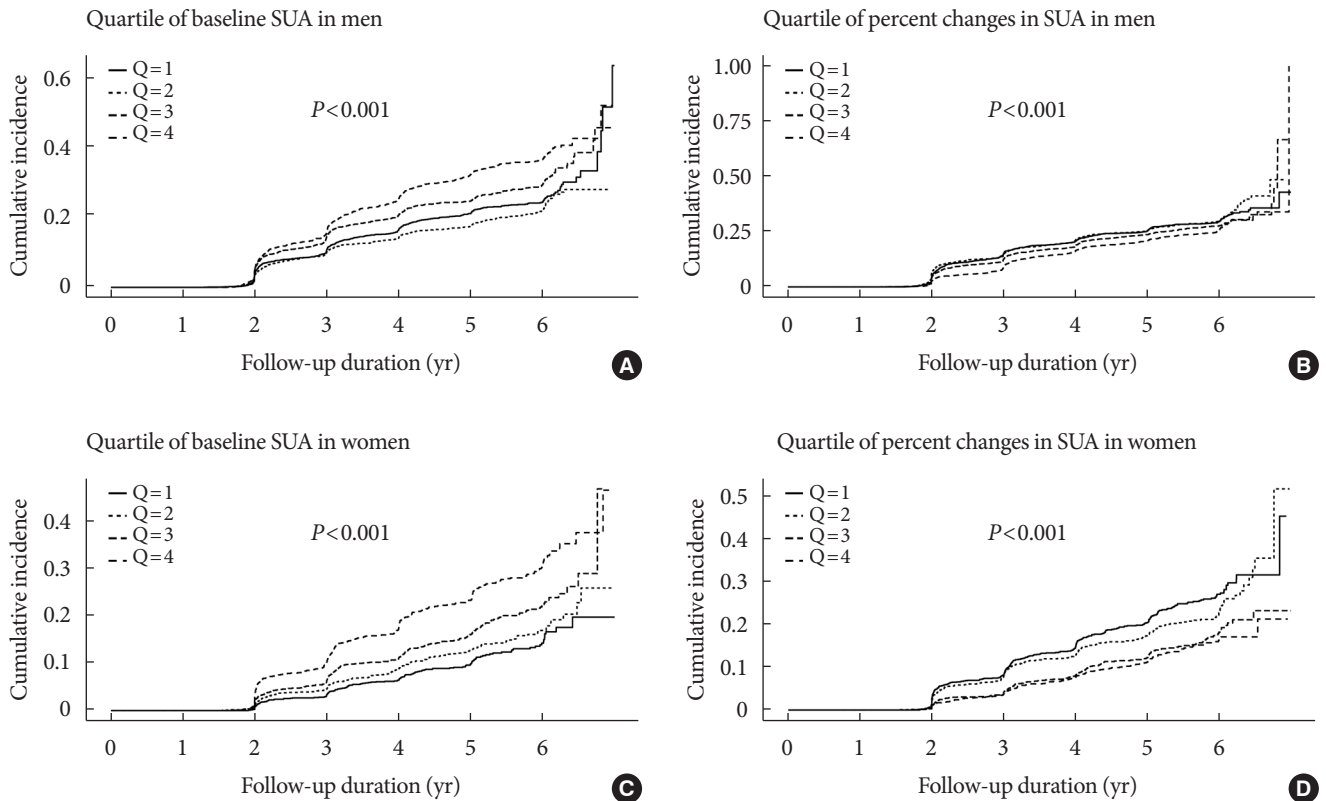 Quartile of baseline SUA in men
Cumulative incidence
0.6
0.4
0.2
0
Q=1
Q=2
Q=3
Q=4
P<0.001
0 1 2 3 4 5 6
Follow-up duration (yr)
A
Quartile of percent changes in SUA in men
Cumulative incidence
1.00
0.75
0.50
0.25
0
Q=1
Q=2
Q=3
Q=4
P<0.001
0 1 2 3 4 5 6
Follow-up duration (yr)
B
Quartile of baseline SUA in women
Cumulative incidence
0.4
0.3
0.2
0.1
0
Q=1
Q=2
Q=3
Q=4
P<0.001
0 1 2 3 4 5 6
Follow-up duration (yr)
C
Quartile of percent changes in SUA in women
Cumulative incidence
0.5
0.4
0.3
0.2
0.1
0
Q=1
Q=2
Q=3
Q=4
P<0.001
0 1 2 3 4 5 6
Follow-up duration (yr)
D